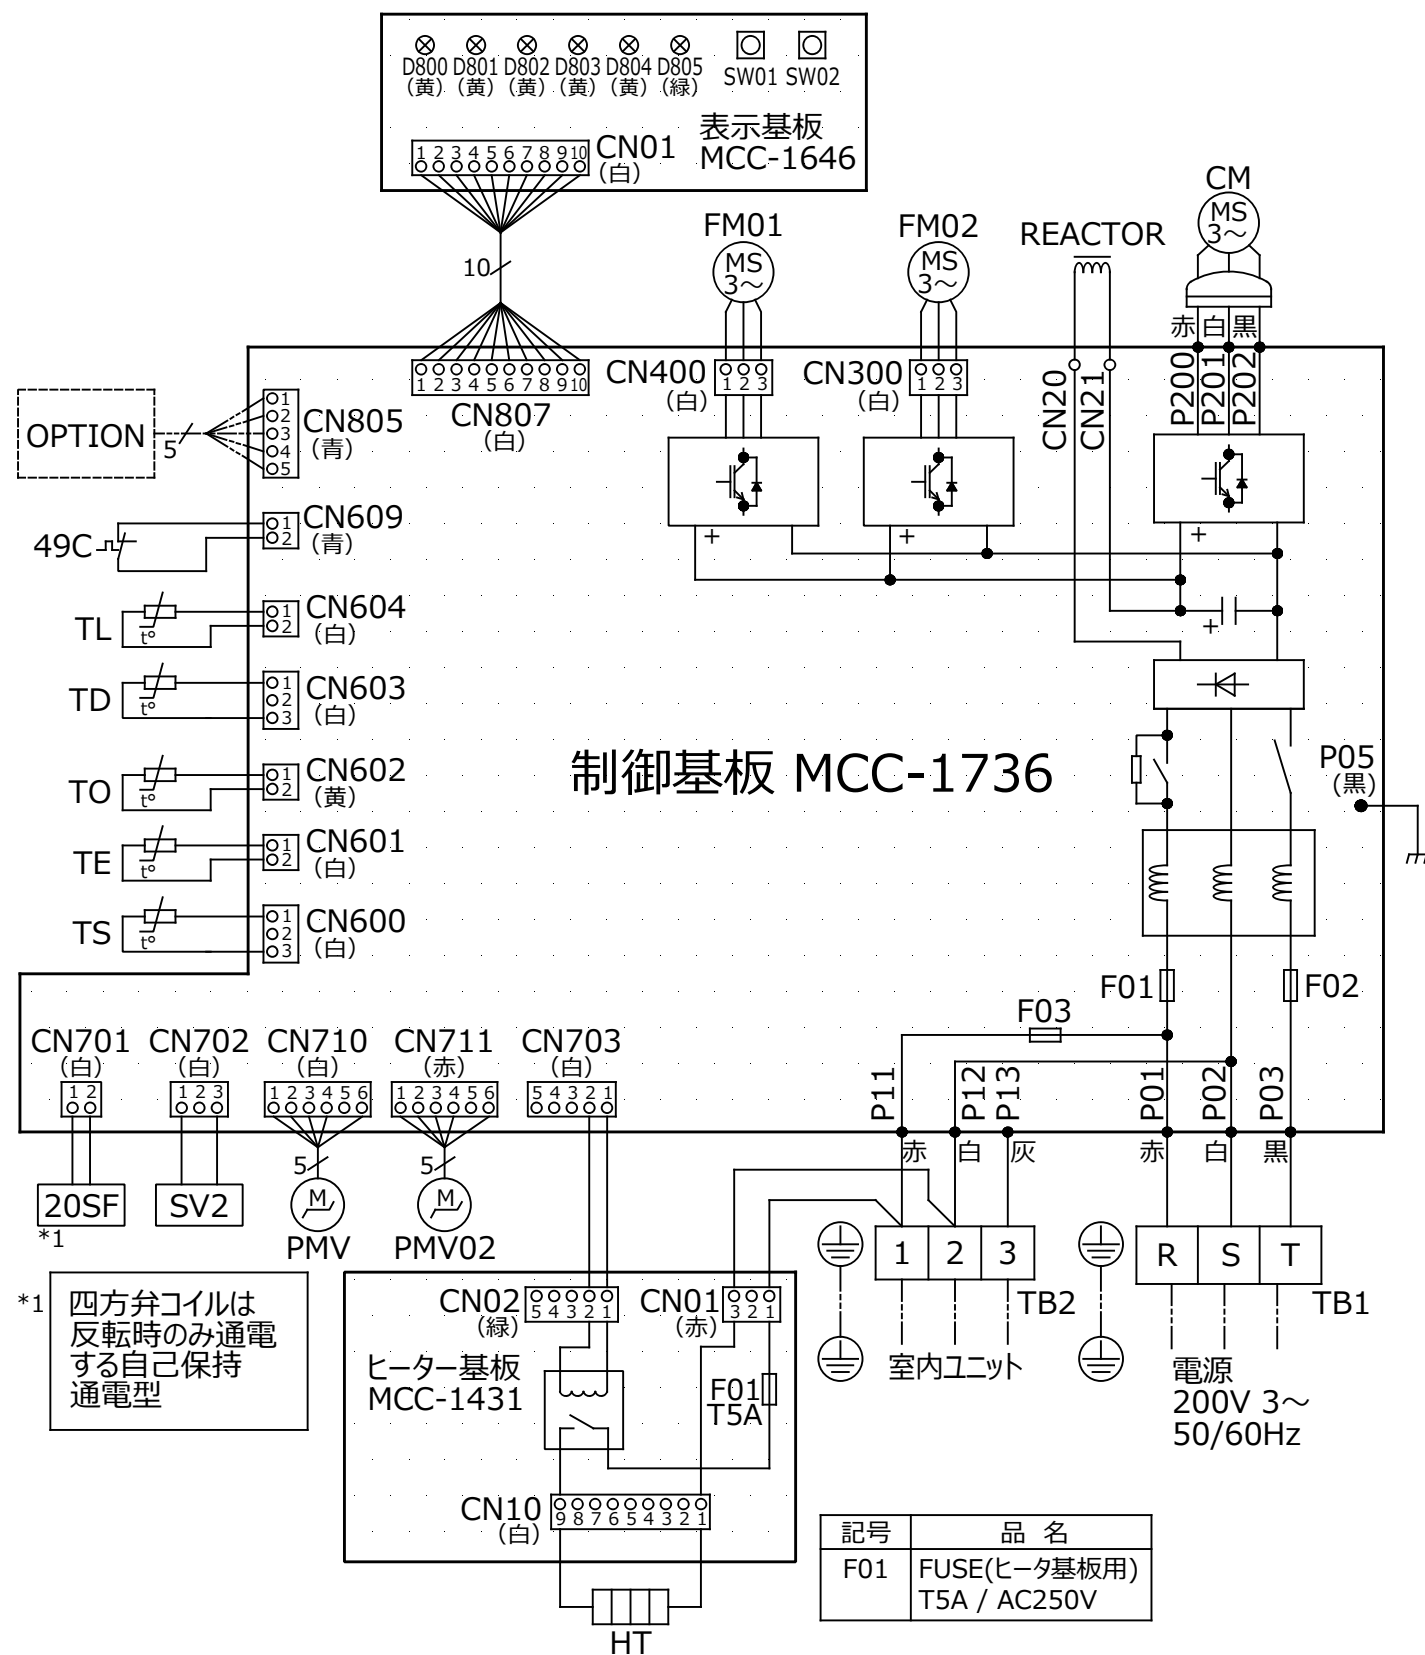 D800 D801 D802 D803 D804 D805
(黄) (黄) (黄) (黄) (黄) (緑)
SW01 SW02
表示基板
MCC-1646
1 2 3 4 5 6 7 8 9 10
CN01
(白)
10
CM
MS
3～
FM01
MS
3～
FM02
MS
3～
REACTOR
赤 白 黒
P200
P201
P202
CN20
CN21
1 2 3 4 5 6 7 8 9 10
CN807
(白)
CN400
(白)
1 2 3
CN300
(白)
1 2 3
OPTION
5
1
2
3
4
5
CN805
(青)
49C
1
2
CN609
(青)
+
+
+
+
TL
t°
1
2
CN604
(白)
TD
t°
1
2
3
CN603
(白)
TO
t°
1
2
CN602
(黄)
TE
t°
1
2
CN601
(白)
TS
t°
1
2
3
CN600
(白)
制御基板 MCC-1736
P05
(黒)
F01
F02
F03
CN701
(白)
1 2
CN702
(白)
1 2 3
CN710
(白)
1 2 3 4 5 6
CN711
(赤)
1 2 3 4 5 6
CN703
(白)
5 4 3 2 1
P11
P12
P13
P01
P02
P03
赤 白 灰
赤 白 黒
20SF
*1
SV2
5
M
PMV
5
M
PMV02
1 2 3
TB2
室内ユニット
R S T
TB1
電源
200V 3～
50/60Hz
*1
四方弁コイルは
反転時のみ通電
する自己保持
通電型
CN02
(緑)
5 4 3 2 1
CN01
(赤)
3 2 1
ヒーター基板
MCC-1431
F01
T5A
CN10
(白)
9 8 7 6 5 4 3 2 1
HT
記号 品 名
F01 FUSE(ヒータ基板用)
T5A / AC250V